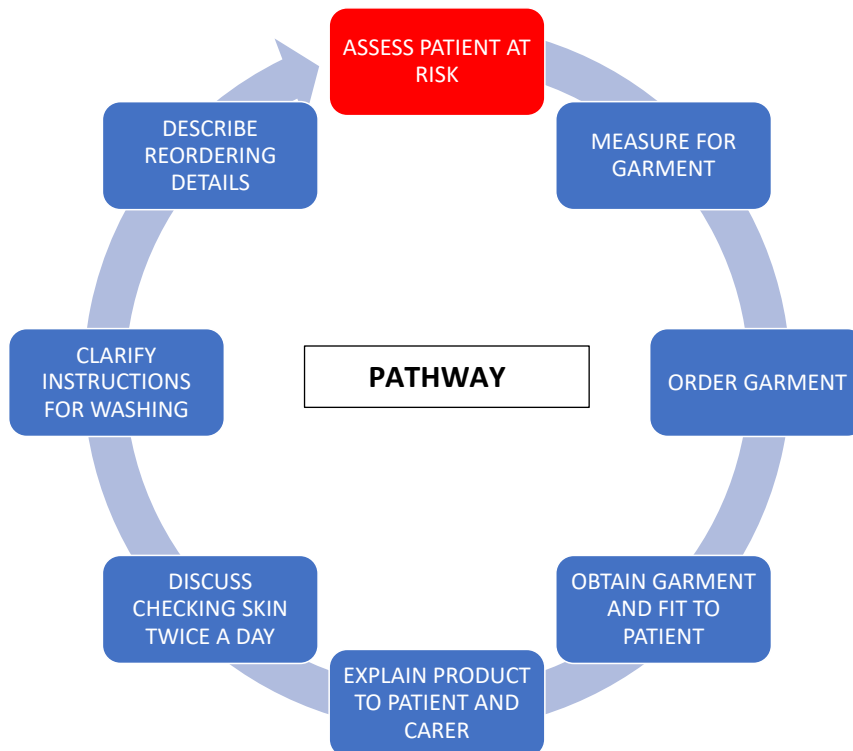 ASSESS PATIENT AT
RISK
MEASURE FOR
GARMENT
ORDER GARMENT
OBTAIN GARMENT
AND FIT TO
PATIENT
EXPLAIN PRODUCT
TO PATIENT AND
CARER
DISCUSS
CHECKING SKIN
TWICE A DAY
CLARIFY
INSTRUCTIONS
FOR WASHING
DESCRIBE
REORDERING
DETAILS
PATHWAY